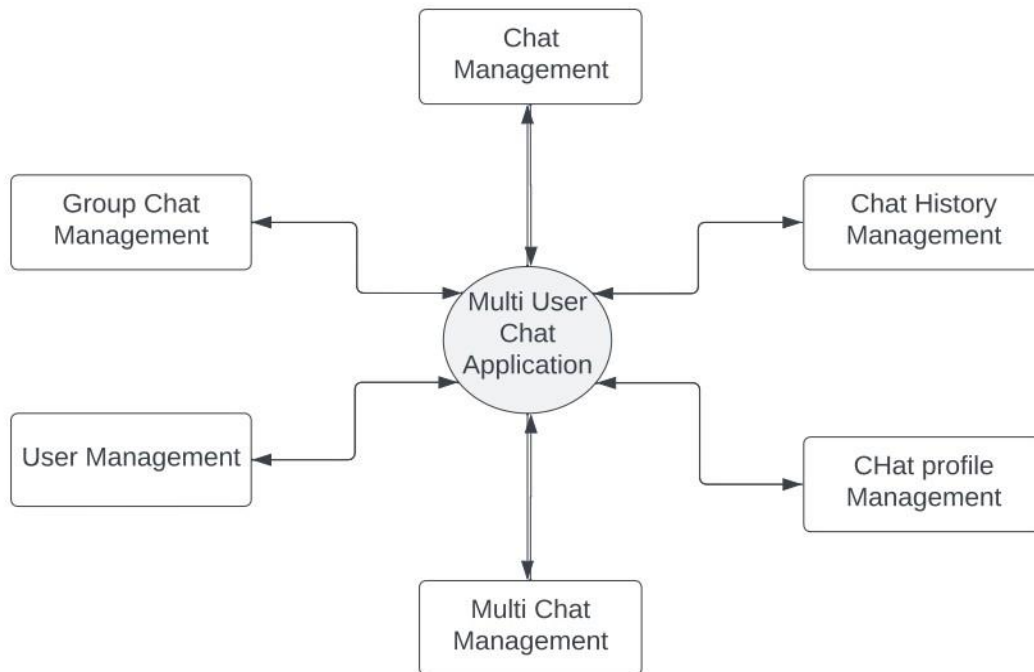 Chat
Management
Group Chat
Management
Chat History
Management
Multi User
Chat
Application
User Management
CHat profile
Management
Multi Chat
Management